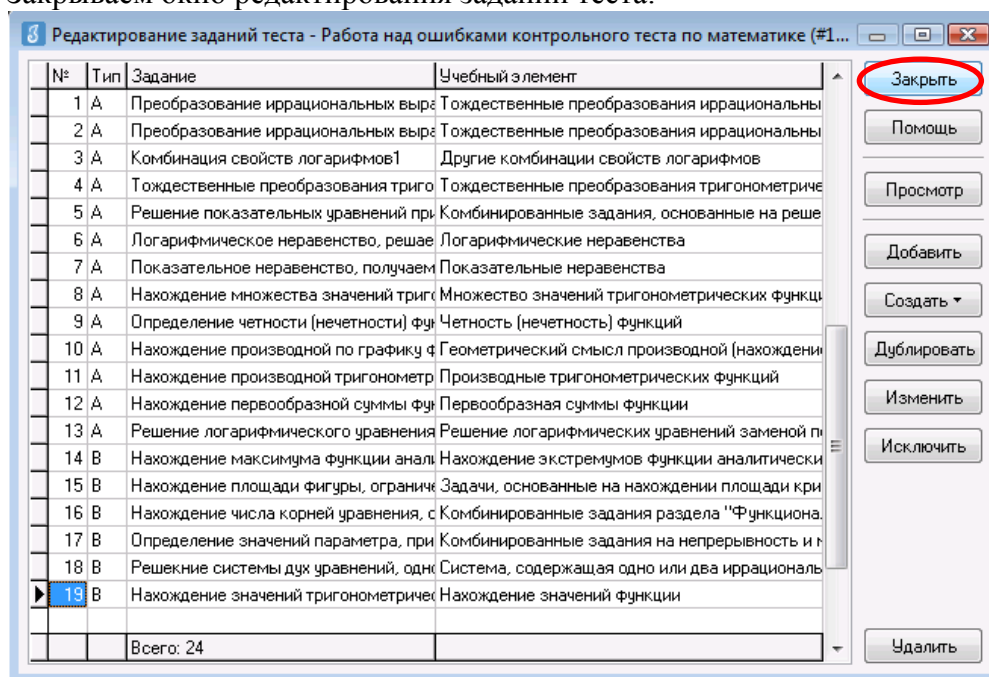 Закрываем окно редактирования заданий теста.
Редактирование заданий теста - Работа над ошибками контрольного теста по математике (#1...
№ Тип Задание Учебный элемент
1 A Преобразование иррациональных выра Тождественные преобразования иррациональны
2 A Преобразование иррациональных выра Тождественные преобразования иррациональны
3 A Комбинация свойств логарифмов1 Другие комбинации свойств логарифмов
4 A Тождественные преобразования триго Тождественные преобразования тригонометриче
5 A Решение показательных уравнений при Комбинированные задания, основанные на реше
6 A Логарифмическое неравенство, решае Логарифмические неравенства
7 A Показательное неравенство, получаем Показательные неравенства
8 A Нахождение множества значений триго Множество значений тригонометрических функци
9 A Определение четности (нечетности) фун Четность (нечетность) функций
10 A Нахождение производной по графику ф Геометрический смысл производной (нахождени
11 A Нахождение производной тригонометр Производные тригонометрических функций
12 A Нахождение первообразной суммы фун Первообразная суммы функции
13 A Решение логарифмического уравнения Решение логарифмических уравнений заменой п
14 B Нахождение максимума функции анали Нахождение экстремумов функции аналитически
15 B Нахождение площади фигуры, ограниче Задачи, основанные на нахождении площади кри
16 B Нахождение числа корней уравнения, с Комбинированные задания раздела "Функциона.
17 B Определение значений параметра, при Комбинированные задания на непрерывность и
18 B Решекние системы дух уравнений, одно Система, содержащая одно или два иррациональ
19 B Нахождение значений тригонометричес Нахождение значений функции
Всего: 24
Закрыть
Помощь
Просмотр
Добавить
Создать
Дублировать
Изменить
Исключить
Удалить